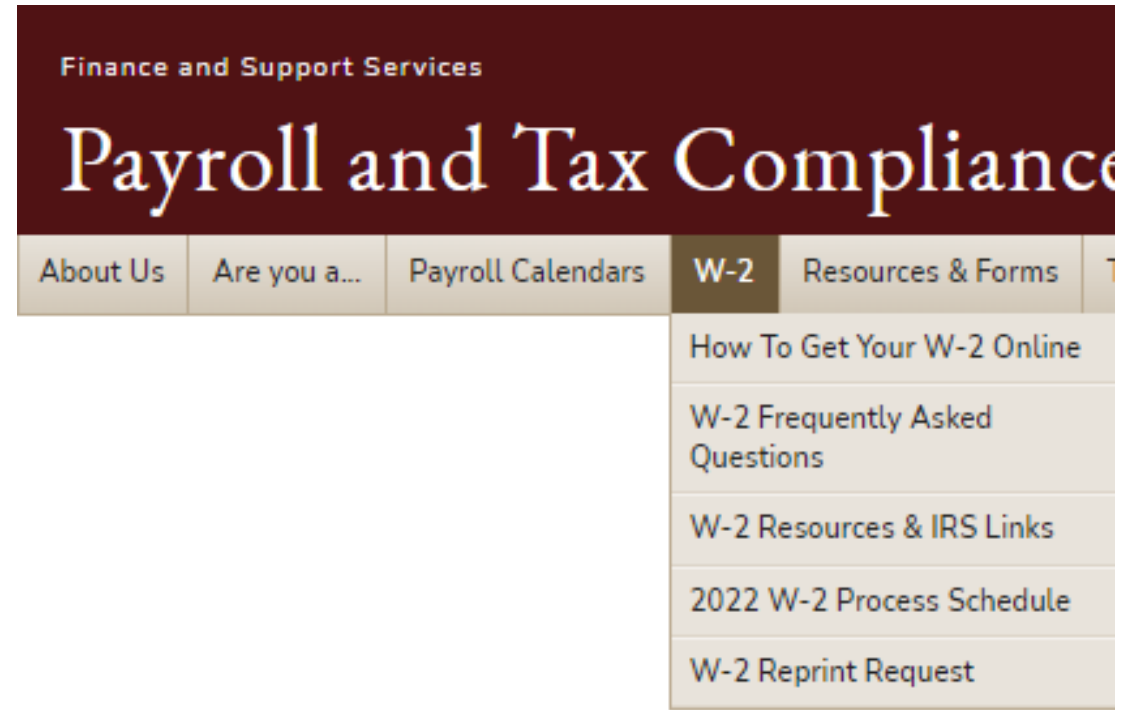 Finance and Support Services
Payroll and Tax Compliance
About Us Are you a... Payroll Calendars W-2 Resources & Forms
How To Get Your W-2 Online
W-2 Frequently Asked
Questions
W-2 Resources & IRS Links
2022 W-2 Process Schedule
W-2 Reprint Request